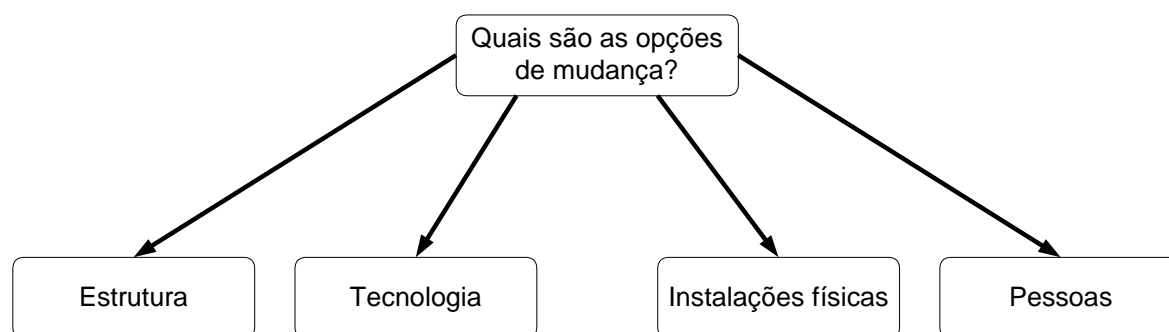 Quais são as opções
de mudança?
Estrutura
Tecnologia
Instalações físicas
Pessoas